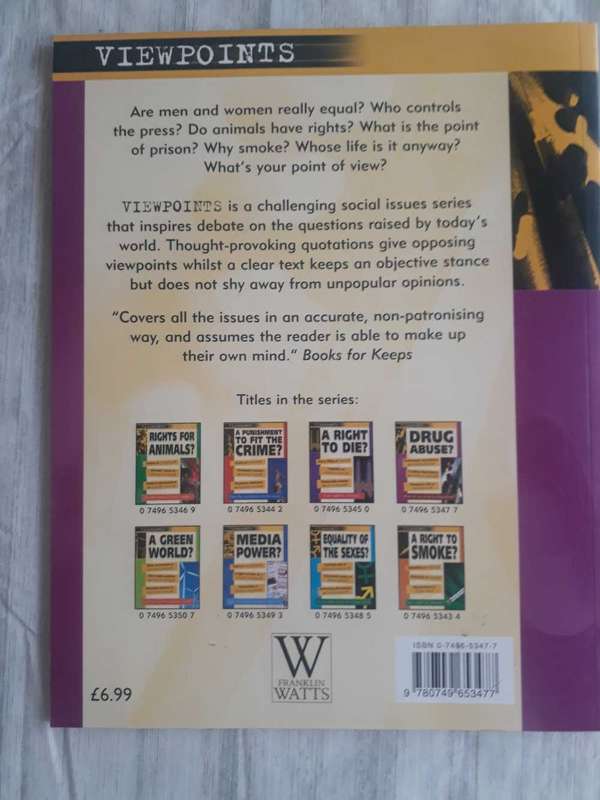 VIEWPOINTS
Are men and women really equal? Who controls
the press? Do animals have rights? What is the point
of prison? Why smoke? Whose life is it anyway?
What's your point of view?
VIEWPOINTS is a challenging social issues series
that inspires debate on the questions raised by today's
world. Thought-provoking quotations give opposing
viewpoints whilst a clear text keeps an objective stance
but does not shy away from unpopular opinions.
"Covers all the issues in an accurate, non-patronising
way, and assumes the reader is able to make up
their own mind." Books for Keeps
Titles in the series:
RIGHTS FOR
ANIMALS?
0 7496 5346 9
A PUNISHMENT
TO FIT THE
CRIME?
0 7496 5344 2
A RIGHT
TO DIE?
0 7496 5345 0
DRUG
ABUSE?
0 7496 5347 7
A GREEN
WORLD?
0 7496 5350 7
MEDIA
POWER?
0 7496 5349 3
EQUALITY OF
THE SEXES?
0 7496 5348 5
A RIGHT TO
SMOKE?
0 7496 5343 4
£6.99
W
FRANKLIN
WATTS
ISBN 0-7496-5347-7
9 780749 653477